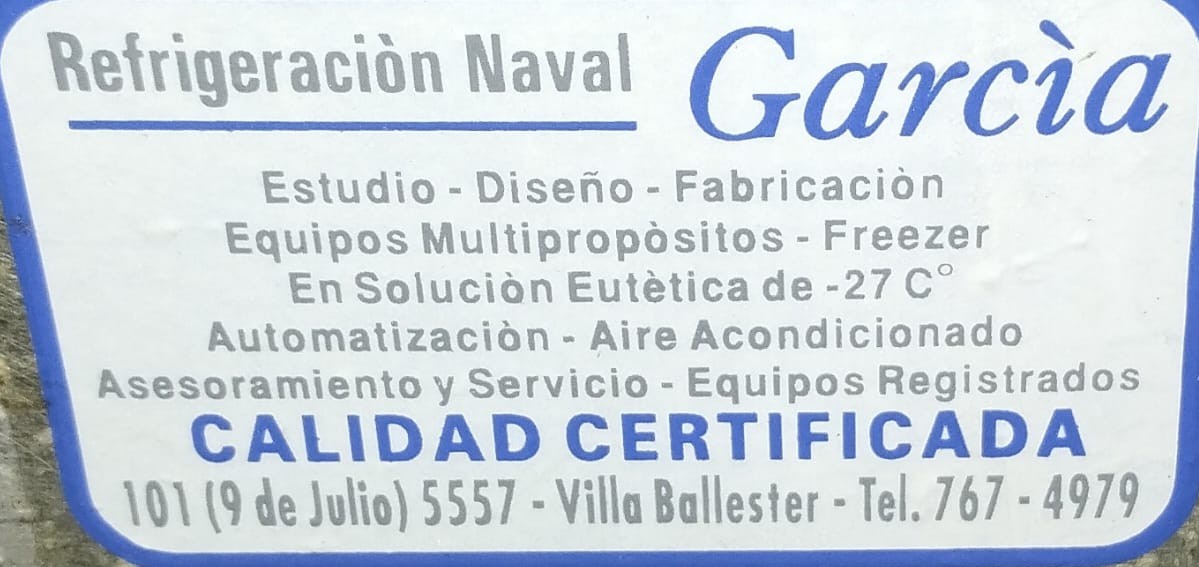 Refrigeraciòn Naval Garcìa
Estudio - Diseño - Fabricaciòn
Equipos Multipropòsitos - Freezer
En Soluciòn Eutètica de -27 C°
Automatizaciòn - Aire Acondicionado
Asesoramiento y Servicio - Equipos Registrados
CALIDAD CERTIFICADA
101 (9 de Julio) 5557 - Villa Ballester - Tel. 767 - 4979